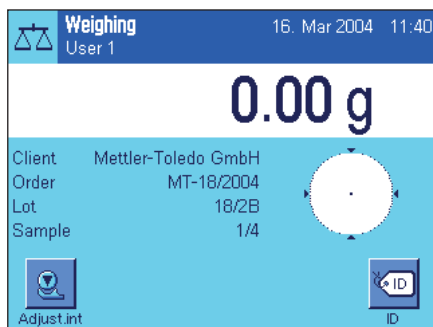 Weighing 16. Mar 2004 11:40
User 1
0.00 g
Client Mettler-Toledo GmbH
Order MT-18/2004
Lot 18/2B
Sample 1/4
ID
Adjust.int ID